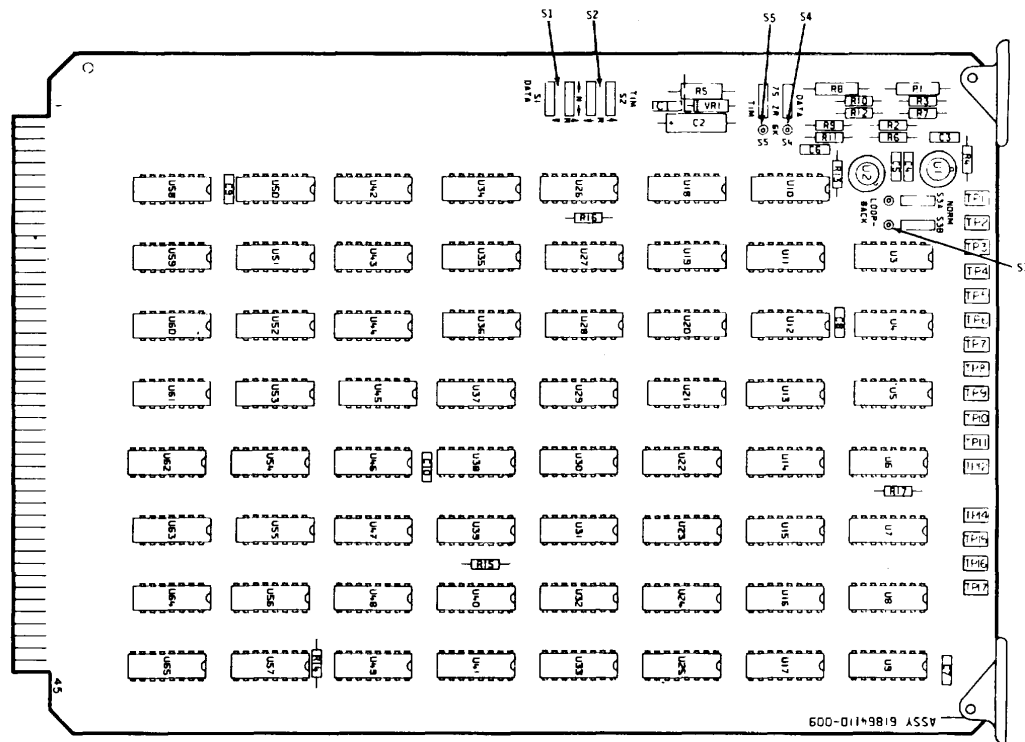 S1 S2 S5 S4
DATA S1 N N TIM S2
C1 R5 VR1 C2
TIM 75 2R 6K DATA
S5 S4
R8 P1
R10 R3
R12 R7
R9 R2
R11 R6 C3
C6
U58 C9 U50 U42 U34 U26 U18 U10 R13 U2 C5 C4 U1 R4
R16
LOOP-BACK S3A NORM S3B
TP1
TP2
U59 U51 U43 U35 U27 U19 U11 U3 TP3
TP4
TP5
U60 U52 U44 U36 U28 U20 U12 C8 U4 TP6
TP7
TP8
U61 U53 U45 U37 U29 U21 U13 U5 TP9
TP10
TP11
U62 U54 U46 C10 U38 U30 U22 U14 U6 TP12
R17
TP14
U63 U55 U47 U39 U31 U23 U15 U7
TP15
R15
TP16
U64 U56 U48 U40 U32 U24 U16 U8 TP17
U65 U57 R14 U49 U41 U33 U25 U17 U9 C7
45
ASSY 6186411D-009